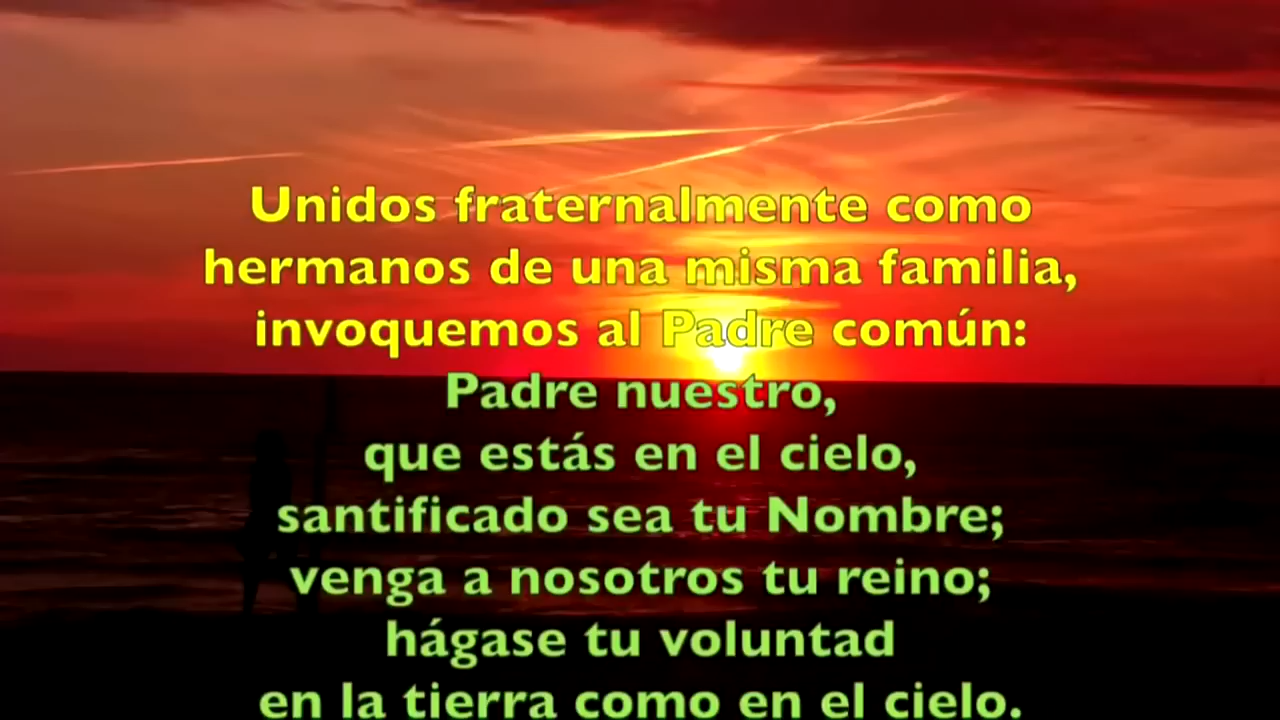 Unidos fraternalmente como
hermanos de una misma familia,
invoquemos al Padre común:
Padre nuestro,
que estás en el cielo,
santificado sea tu Nombre;
venga a nosotros tu reino;
hágase tu voluntad
en la tierra como en el cielo.